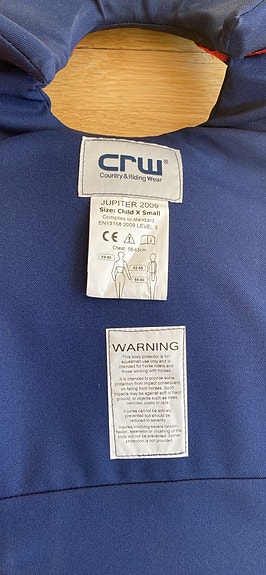 crw®
Country & Riding Wear
JUPITER 2009
Size: Child X Small
Complies to standard
EN13158:2009 LEVEL 3
CE
Chest: 58-63cm
WARNING
This body protector is for
equestrian use only and is
intended for horse riders and
those working with horses.
It is intended to provide some
protection from impact consequent
on falling from horses. Such
impacts may be against soft or hard
ground, or objects such as trees,
vehicles, posts or rails.
Injuries cannot be entirely
prevented but should be
reduced in severity.
Injuries involving severe torsion
flexion, extension or crushing of the
body will not be prevented. Spinal
protection is not provided.